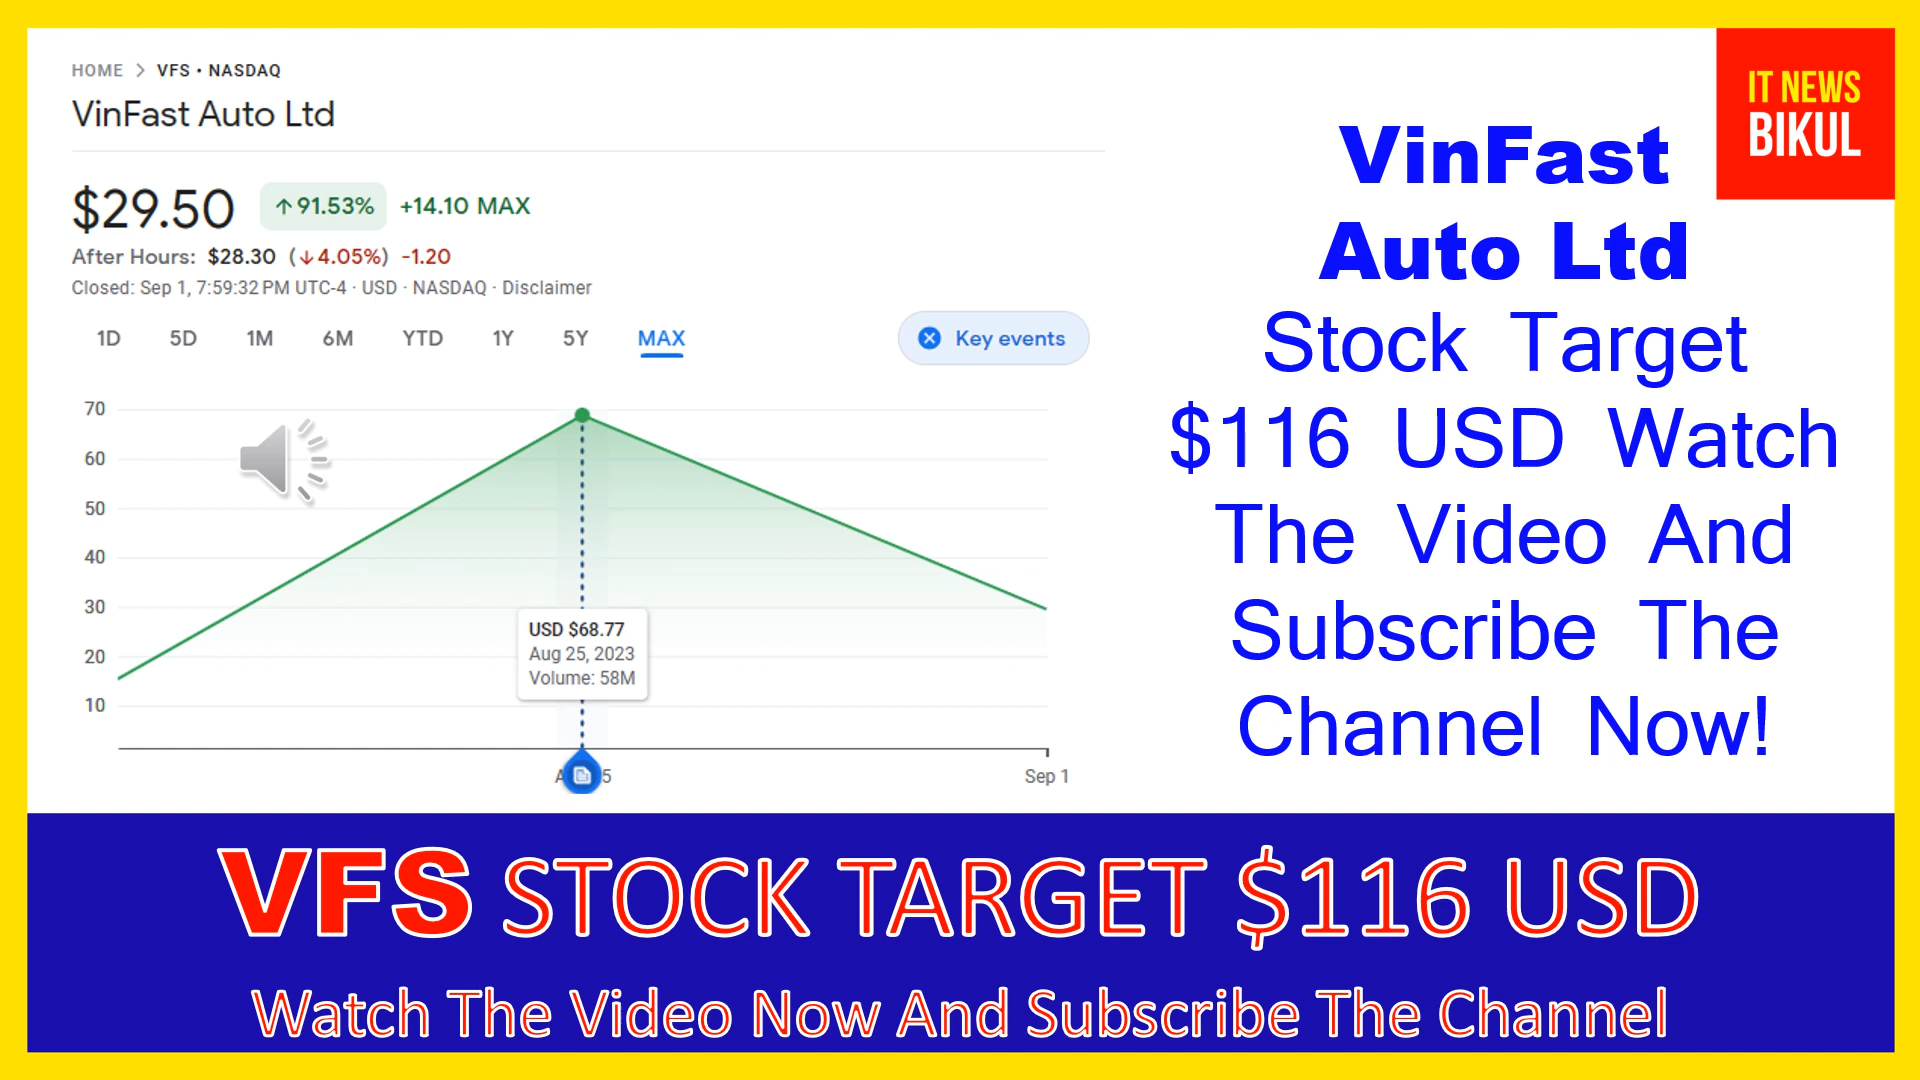 HOME > VFS • NASDAQ
VinFast Auto Ltd
$29.50 ↑91.53% +14.10 MAX
After Hours: $28.30 (↓4.05%) -1.20
Closed: Sep 1, 7:59:32 PM UTC-4 · USD · NASDAQ · Disclaimer
1D 5D 1M 6M YTD 1Y 5Y MAX
Key events
70
60
50
40
30
20
10
USD $68.77
Aug 25, 2023
Volume: 58M
Sep 1
IT NEWS
BIKUL
VinFast
Auto Ltd
Stock Target
$116 USD Watch
The Video And
Subscribe The
Channel Now!
VFS STOCK TARGET $116 USD
Watch The Video Now And Subscribe The Channel